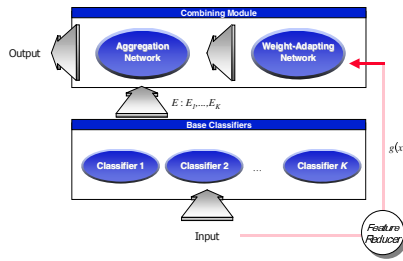 Combining Module
Output
Aggregation
Network
Weight-Adapting
Network
E : E1,...,EK
Base Classifiers
Classifier 1
Classifier 2
...
Classifier K
g(x
Input
Feature
Reducer